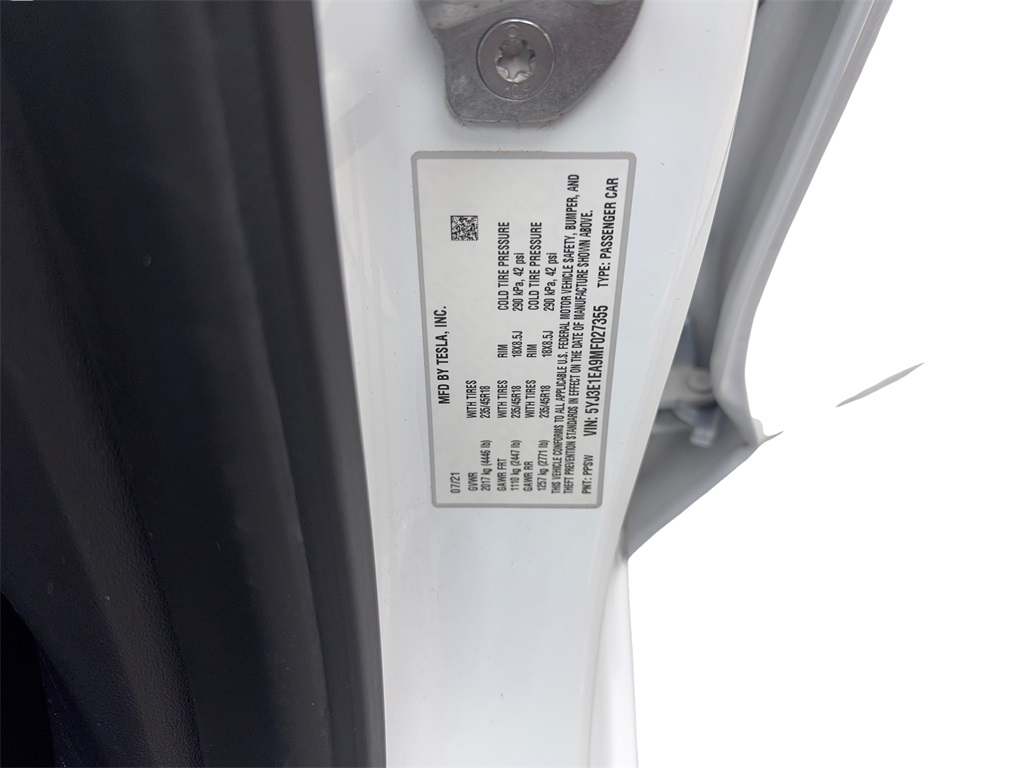 MFD BY TESLA, INC.
07/21
GVWR WITH TIRES RIM COLD TIRE PRESSURE
2017 kg (4446 lb) 235/45R18 18X8.5J 290 kPa, 42 psi
GAWR FRT WITH TIRES RIM COLD TIRE PRESSURE
1110 kg (2447 lb) 235/45R18
GAWR RR WITH TIRES
1257 kg (2771 lb) 235/45R18 18X8.5J 290 kPa, 42 psi
THIS VEHICLE CONFORMS TO ALL APPLICABLE U.S. FEDERAL MOTOR VEHICLE SAFETY, BUMPER, AND
THEFT PREVENTION STANDARDS IN EFFECT ON THE DATE OF MANUFACTURE SHOWN ABOVE.
PNT: PPSW VIN: 5YJ3E1EA9MF027355 TYPE: PASSENGER CAR